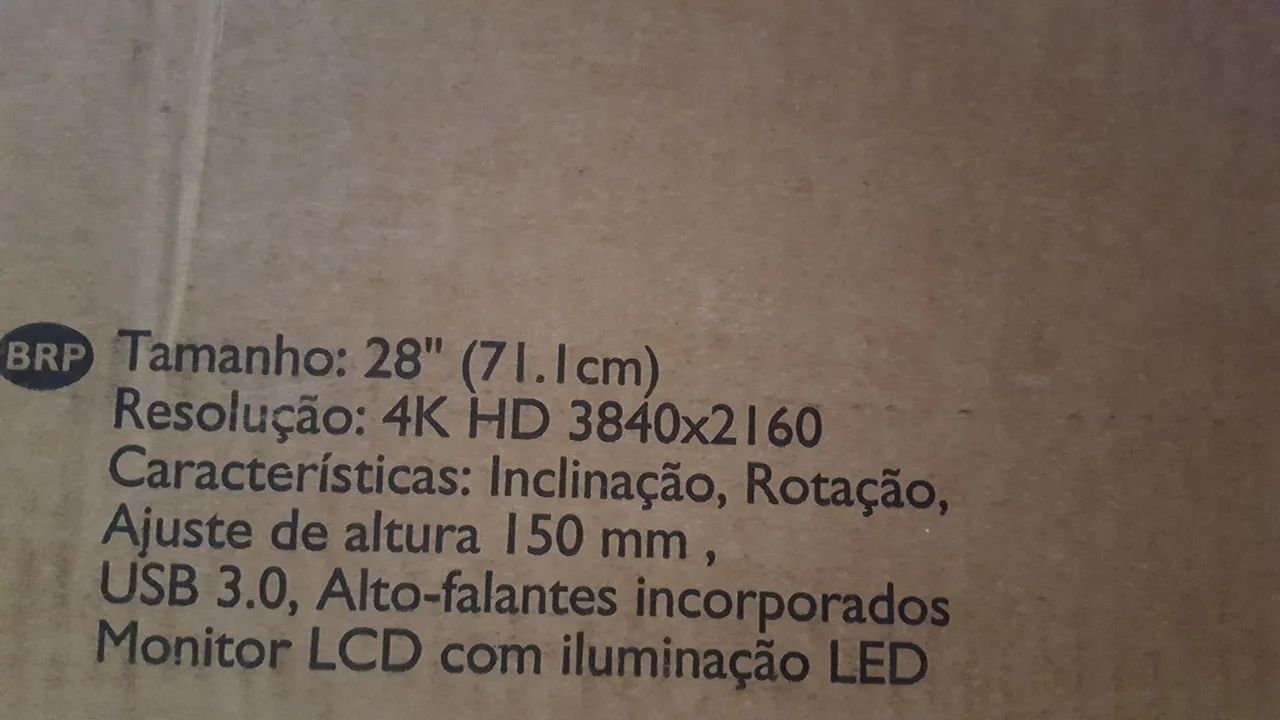 BRP Tamanho: 28" (71.1cm)
Resolução: 4K HD 3840x2160
Características: Inclinação, Rotação,
Ajuste de altura 150 mm ,
USB 3.0, Alto-falantes incorporados
Monitor LCD com iluminação LED